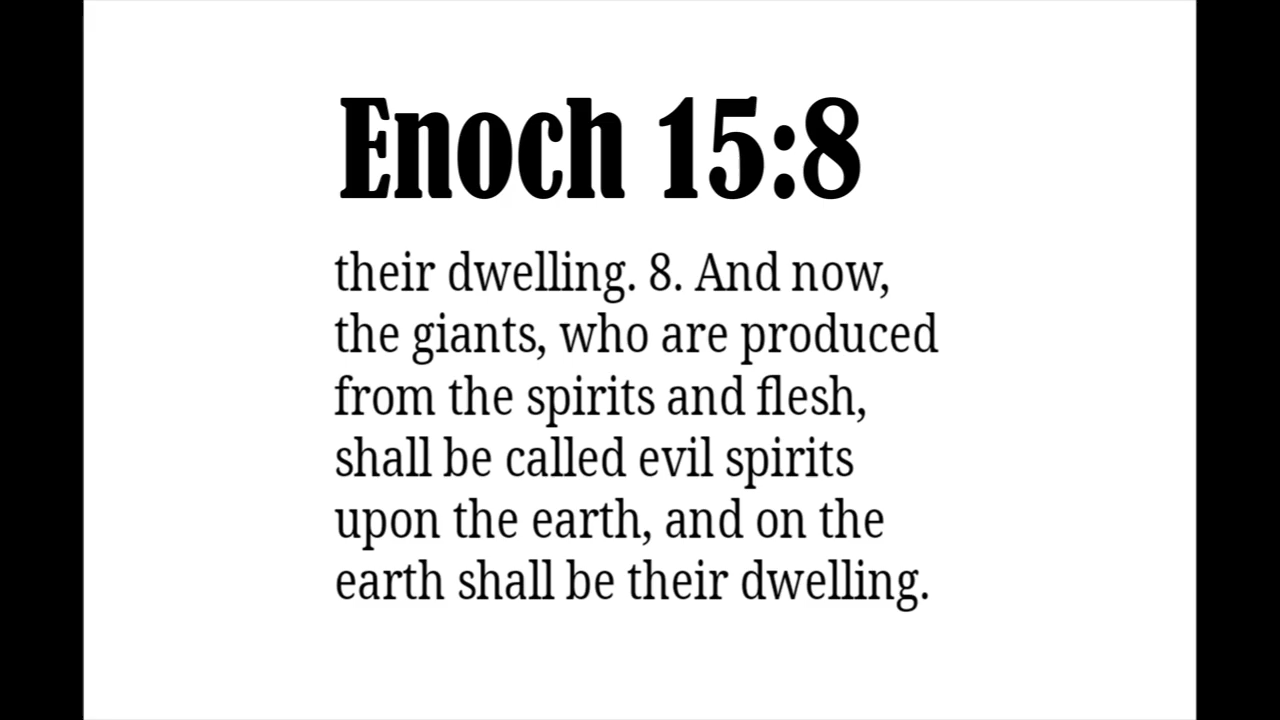 Enoch 15:8
their dwelling. 8. And now,
the giants, who are produced
from the spirits and flesh,
shall be called evil spirits
upon the earth, and on the
earth shall be their dwelling.